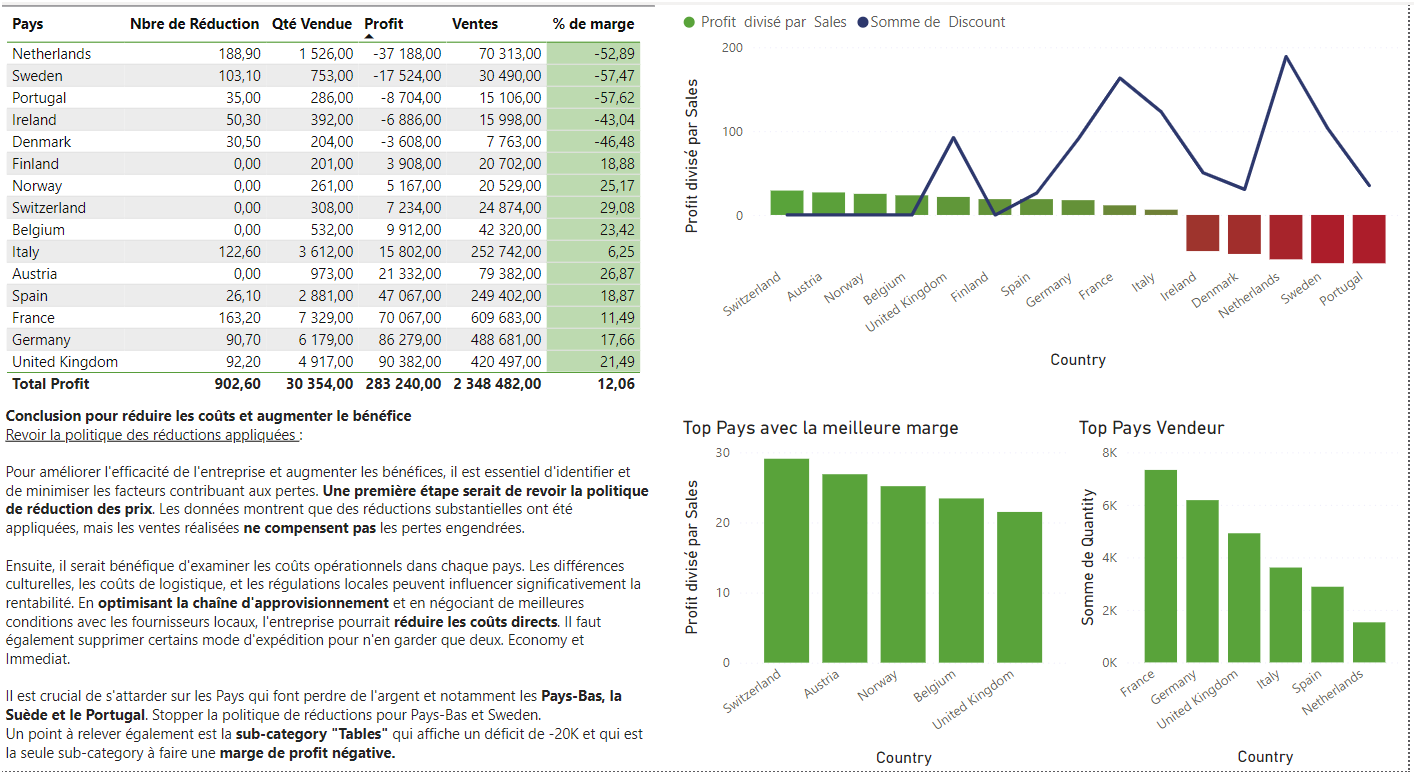 Pays Nbre de Réduction Qté Vendue Profit Ventes % de marge
Netherlands 188,90 1 526,00 -37 188,00 70 313,00 -52,89
Sweden 103,10 753,00 -17 524,00 30 490,00 -57,47
Portugal 35,00 286,00 -8 704,00 15 106,00 -57,62
Ireland 50,30 392,00 -6 886,00 15 998,00 -43,04
Denmark 30,50 204,00 -3 608,00 7 763,00 -46,48
Finland 0,00 201,00 3 908,00 20 702,00 18,88
Norway 0,00 261,00 5 167,00 20 529,00 25,17
Switzerland 0,00 308,00 7 234,00 24 874,00 29,08
Belgium 0,00 532,00 9 912,00 42 320,00 23,42
Italy 122,60 3 612,00 15 802,00 252 742,00 6,25
Austria 0,00 973,00 21 332,00 79 382,00 26,87
Spain 26,10 2 881,00 47 067,00 249 402,00 18,87
France 163,20 7 329,00 70 067,00 609 683,00 11,49
Germany 90,70 6 179,00 86 279,00 488 681,00 17,66
United Kingdom 92,20 4 917,00 90 382,00 420 497,00 21,49
Total Profit 902,60 30 354,00 283 240,00 2 348 482,00 12,06
Conclusion pour réduire les coûts et augmenter le bénéfice
Revoir la politique des réductions appliquées :
Pour améliorer l'efficacité de l'entreprise et augmenter les bénéfices, il est essentiel d'identifier et
de minimiser les facteurs contribuant aux pertes. Une première étape serait de revoir la politique
de réduction des prix. Les données montrent que des réductions substantielles ont été
appliquées, mais les ventes réalisées ne compensent pas les pertes engendrées.
Ensuite, il serait bénéfique d'examiner les coûts opérationnels dans chaque pays. Les différences
culturelles, les coûts de logistique, et les régulations locales peuvent influencer significativement la
rentabilité. En optimisant la chaîne d'approvisionnement et en négociant de meilleures
conditions avec les fournisseurs locaux, l'entreprise pourrait réduire les coûts directs. Il faut
également supprimer certains mode d'expédition pour n'en garder que deux. Economy et
Immediat.
Il est crucial de s'attarder sur les Pays qui font perdre de l'argent et notamment les Pays-Bas, la
Suède et le Portugal. Stopper la politique de réductions pour Pays-Bas et Sweden.
Un point à relever également est la sub-category "Tables" qui affiche un déficit de -20K et qui est
la seule sub-category à faire une marge de profit négative.
Profit divisé par Sales Somme de Discount
Profit divisé par Sales
200
100
0
Switzerland
Austria
Norway
Belgium
United Kingdom
Finland
Spain
Germany
France
Italy
Ireland
Denmark
Netherlands
Sweden
Portugal
Country
Top Pays avec la meilleure marge
Profit divisé par Sales
30
20
10
0
Switzerland
Austria
Norway
Belgium
United Kingdom
Country
Top Pays Vendeur
Somme de Quantity
8K
6K
4K
2K
0K
France
Germany
United Kingdom
Italy
Spain
Netherlands
Country